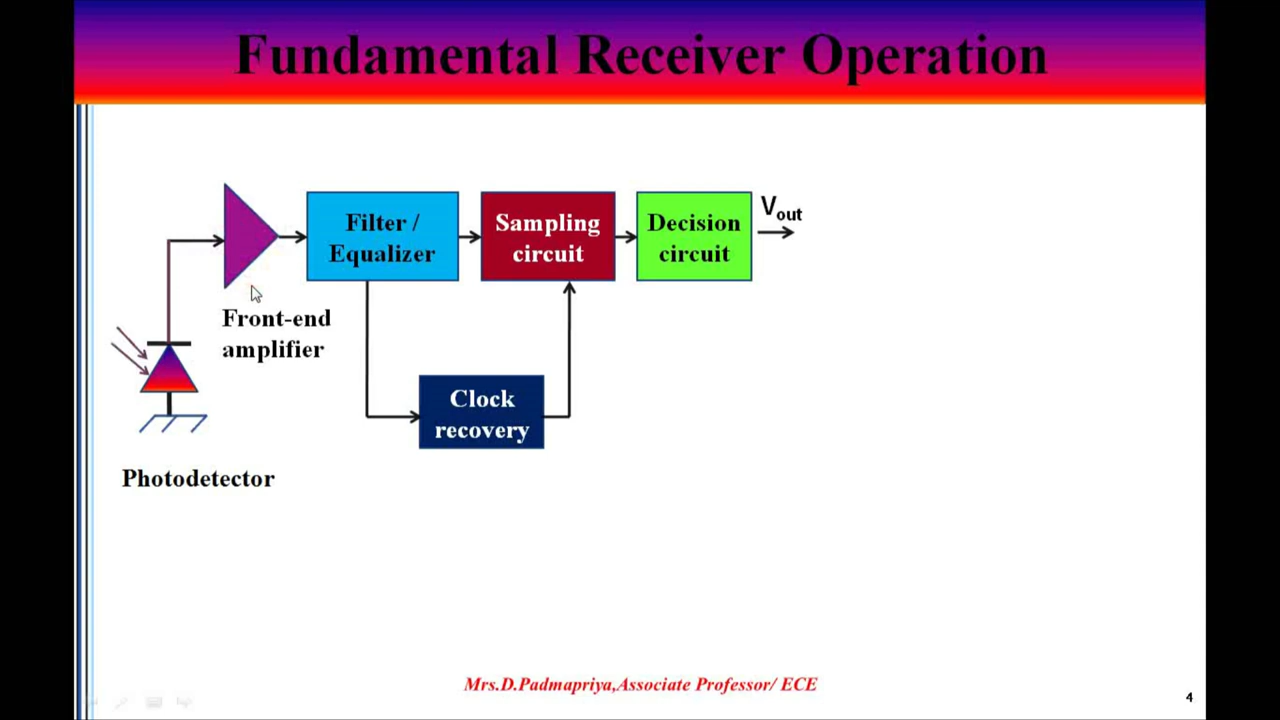 Fundamental Receiver Operation
Filter /
Equalizer
Sampling
circuit
Decision
circuit
Vout
Front-end
amplifier
Clock
recovery
Photodetector
Mrs.D.Padmapriya,Associate Professor/ ECE
4